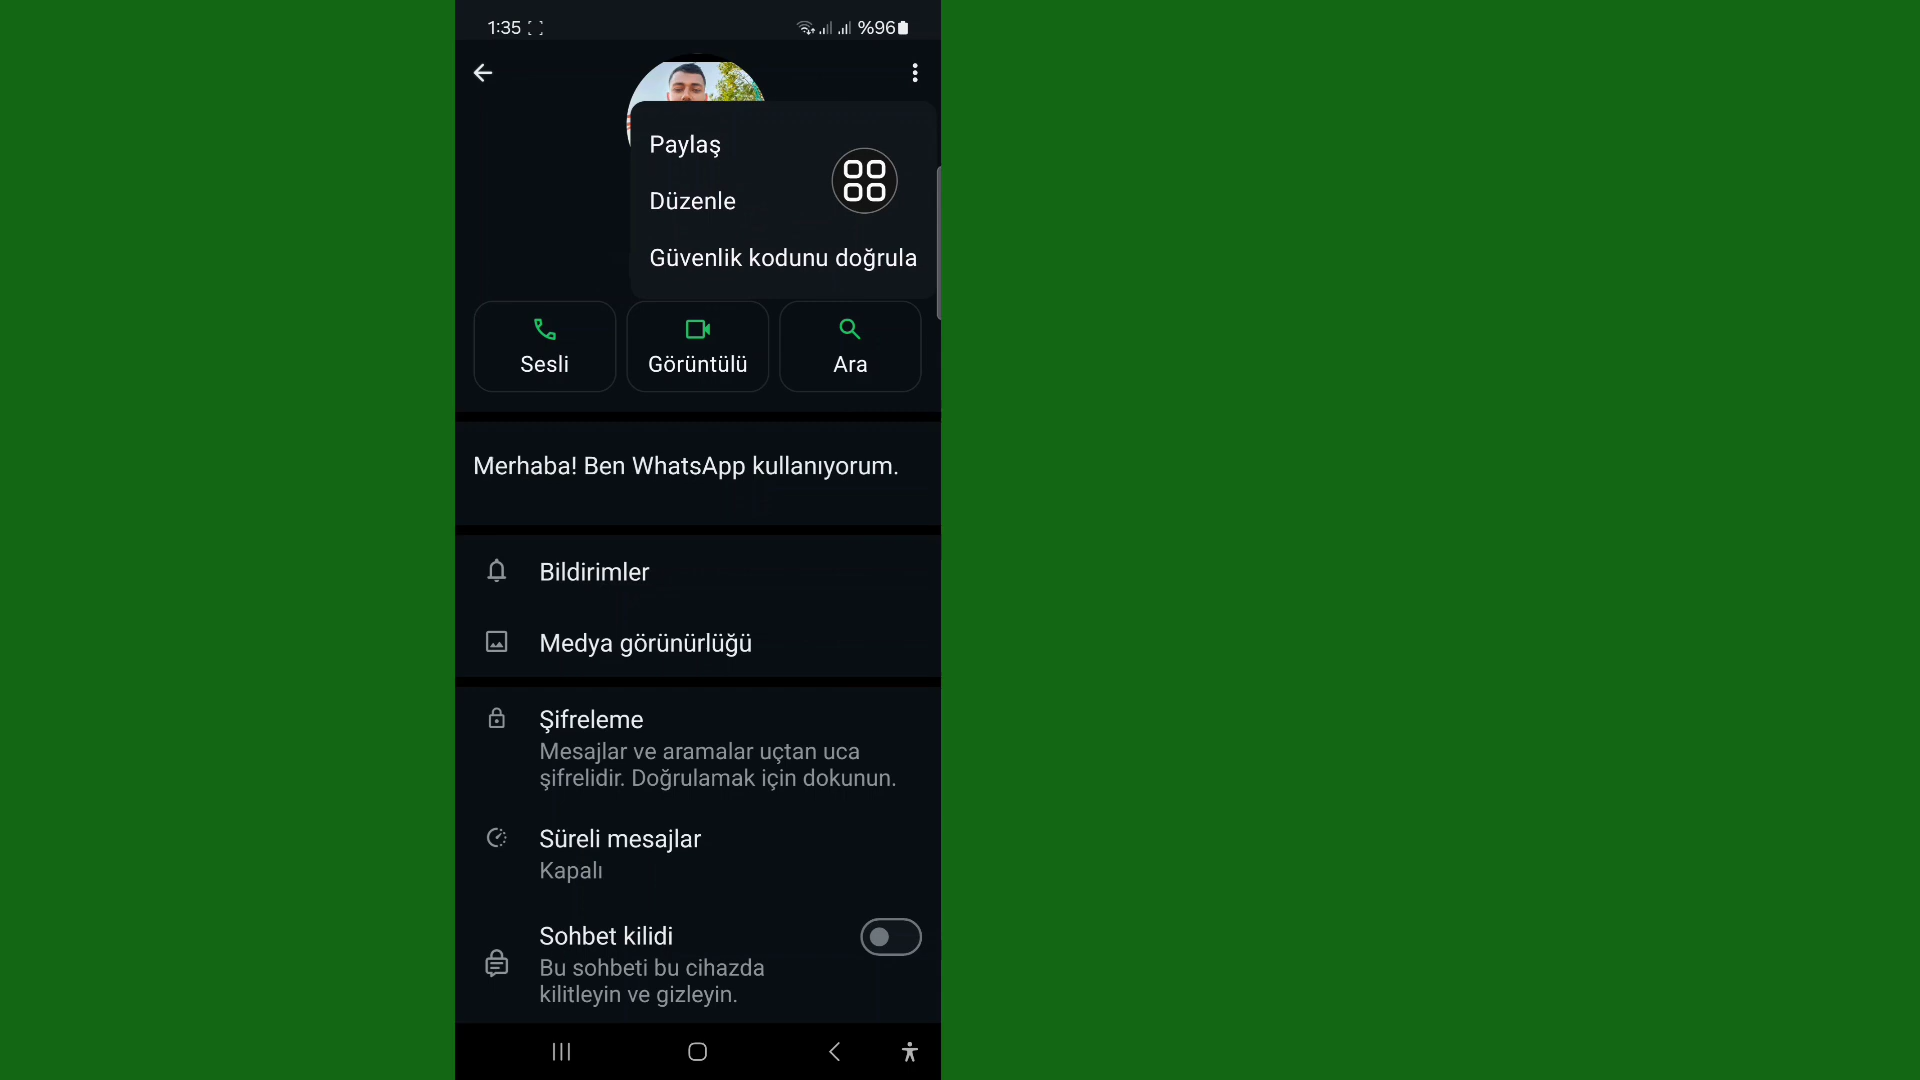 1:35 %96
Paylaş
Düzenle
Güvenlik kodunu doğrula
Sesli Görüntülü Ara
Merhaba! Ben WhatsApp kullanıyorum.
Bildirimler
Medya görünürlüğü
Şifreleme
Mesajlar ve aramalar uçtan uca
şifrelidir. Doğrulamak için dokunun.
Süreli mesajlar
Kapalı
Sohbet kilidi
Bu sohbeti bu cihazda
kilitleyin ve gizleyin.